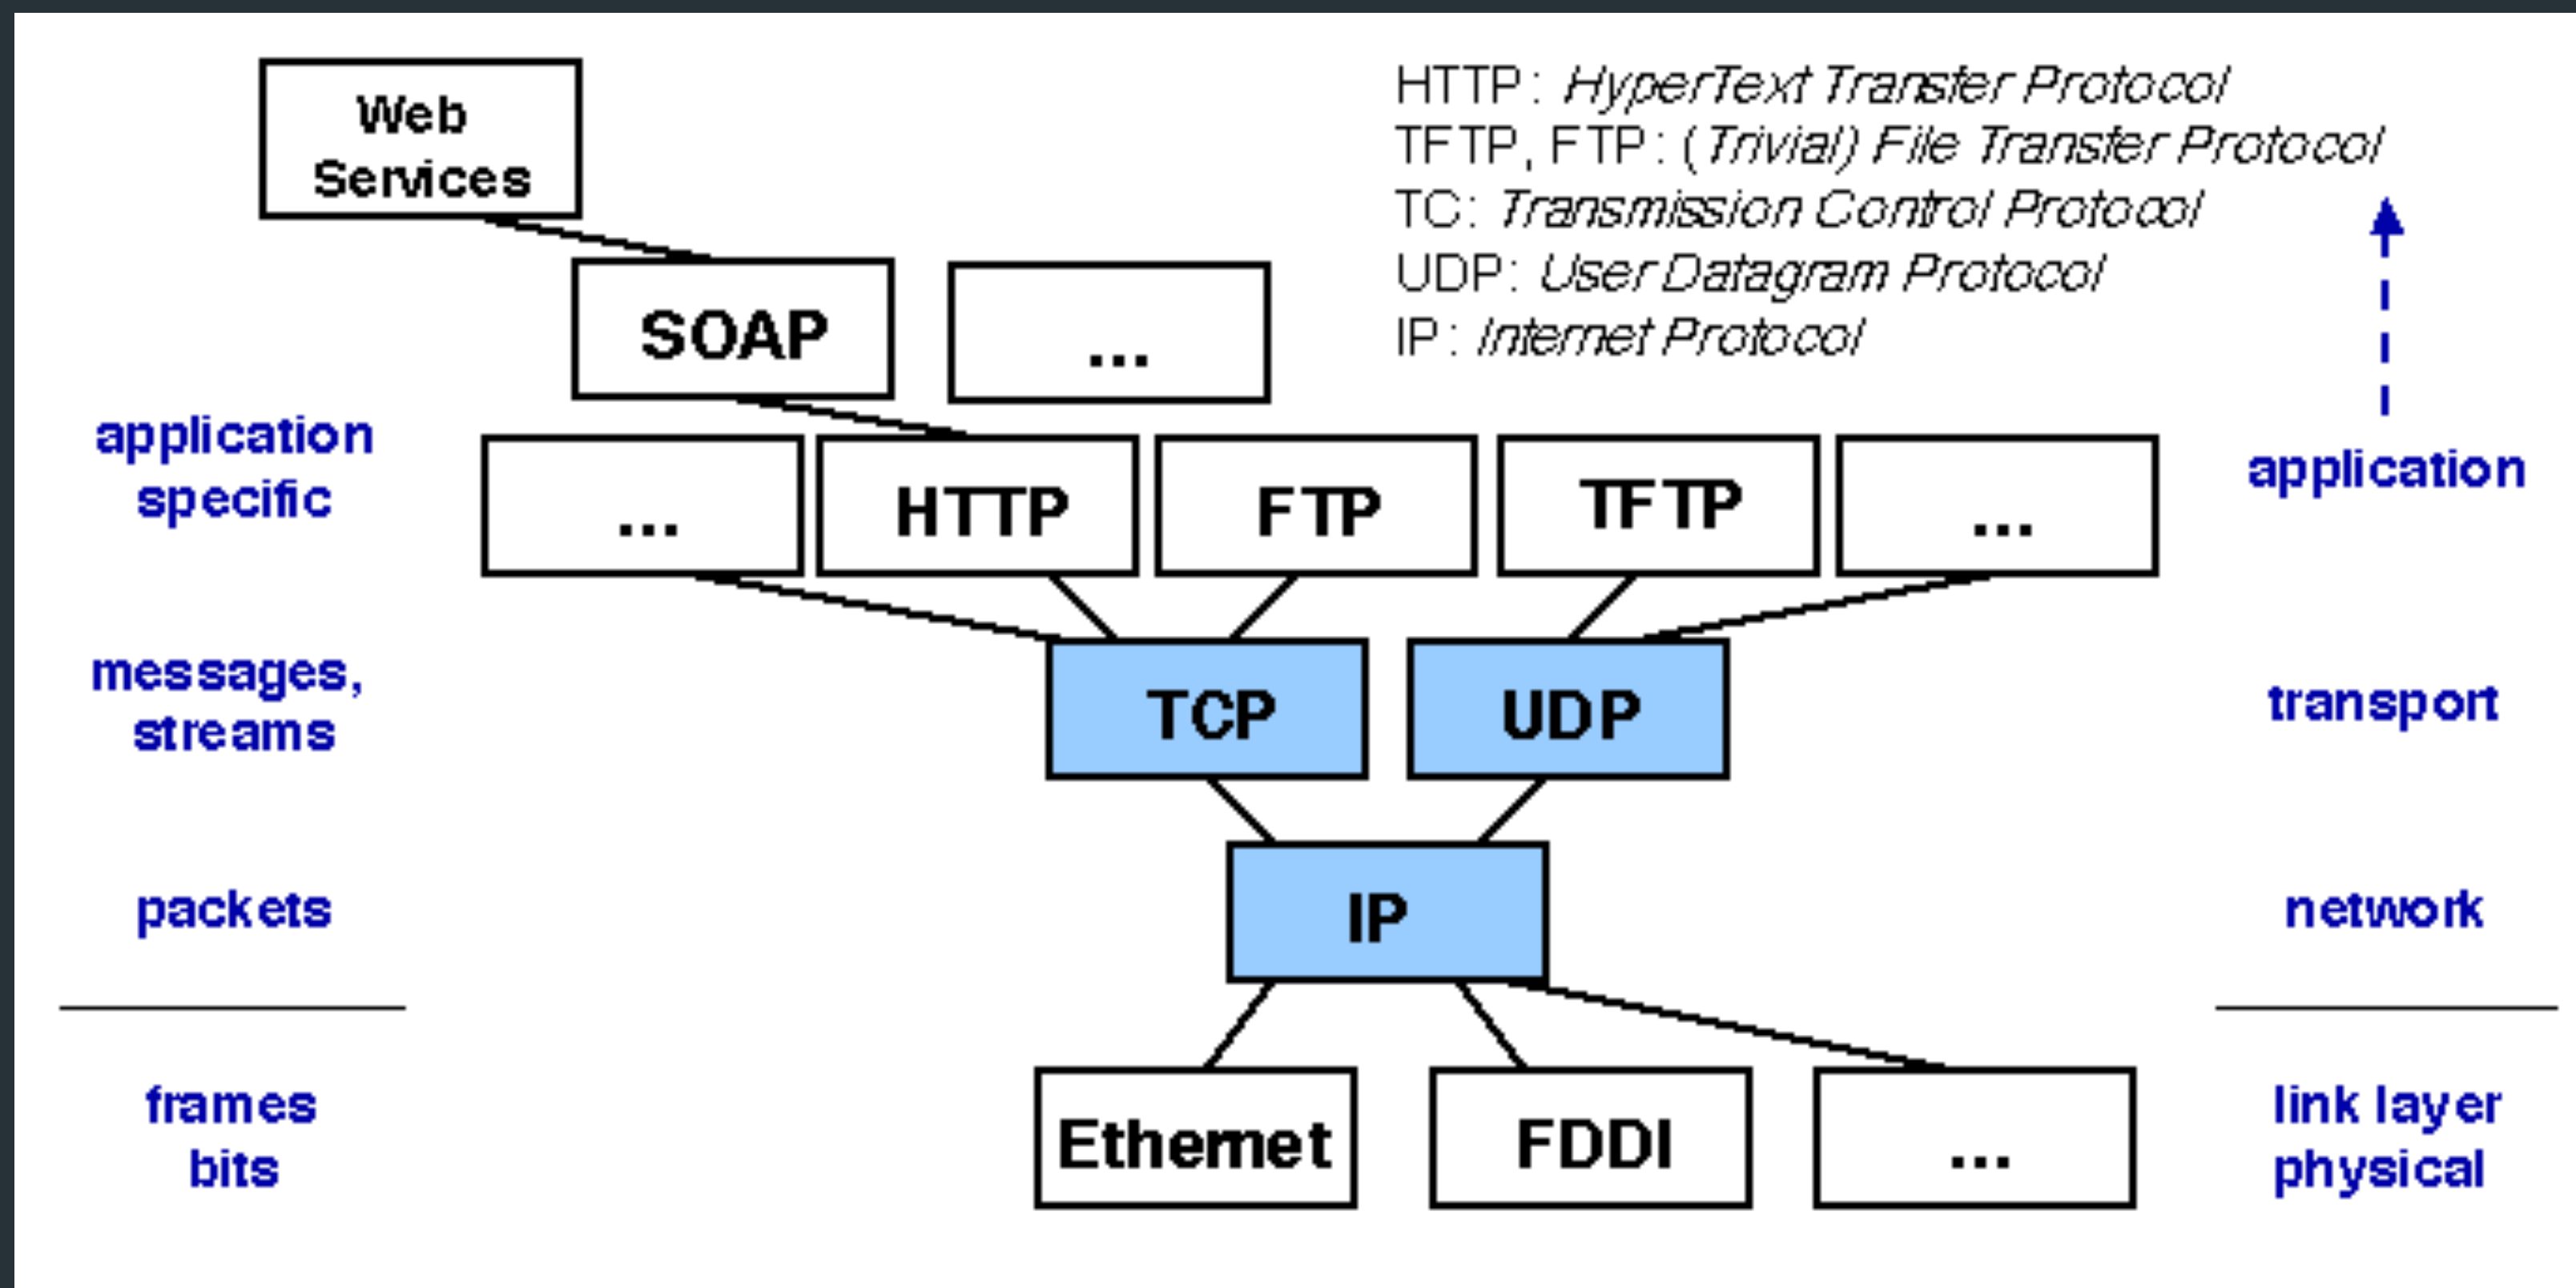 Web
Services
HTTP: HyperText Transfer Protocol
TFTP, FTP: (Trivial) File Transfer Protocol
TC: Transmission Control Protocol
UDP: User Datagram Protocol
IP: Internet Protocol
SOAP
...
application
specific
...
HTTP
FTP
TFTP
...
application
messages,
streams
TCP
UDP
transport
packets
IP
network
frames
bits
Ethernet
FDDI
...
link layer
physical